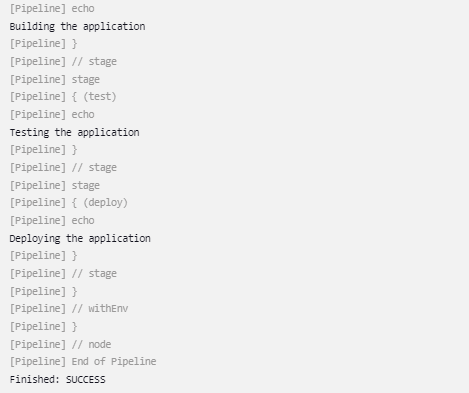 [Pipeline] echo
Building the application
[Pipeline] }
[Pipeline] // stage
[Pipeline] stage
[Pipeline] { (test)
[Pipeline] echo
Testing the application
[Pipeline] }
[Pipeline] // stage
[Pipeline] stage
[Pipeline] { (deploy)
[Pipeline] echo
Deploying the application
[Pipeline] }
[Pipeline] // stage
[Pipeline] }
[Pipeline] // withEnv
[Pipeline] }
[Pipeline] // node
[Pipeline] End of Pipeline
Finished: SUCCESS